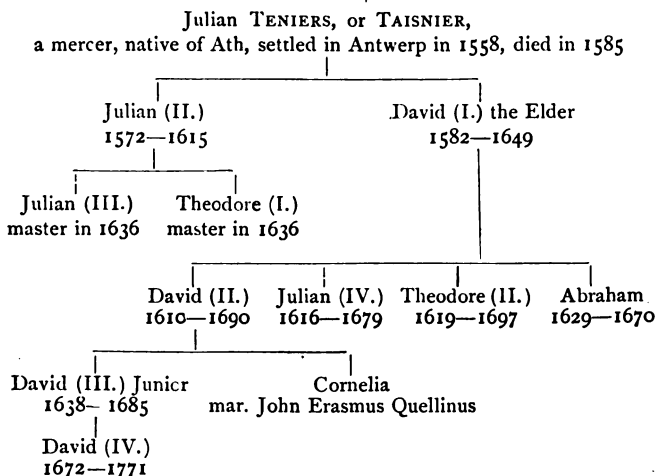 Julian TENIERS, or TAISNIER,
a mercer, native of Ath, settled in Antwerp in 1558, died in 1585
Julian (II.)
1572—1615
David (I.) the Elder
1582—1649
Julian (III.)
master in 1636
Theodore (I.)
master in 1636
David (II.)
1610—1690
Julian (IV.)
1616—1679
Theodore (II.)
1619—1697
Abraham
1629—1670
David (III.) Junior
1638—1685
Cornelia
mar. John Erasmus Quellinus
David (IV.)
1672—1771